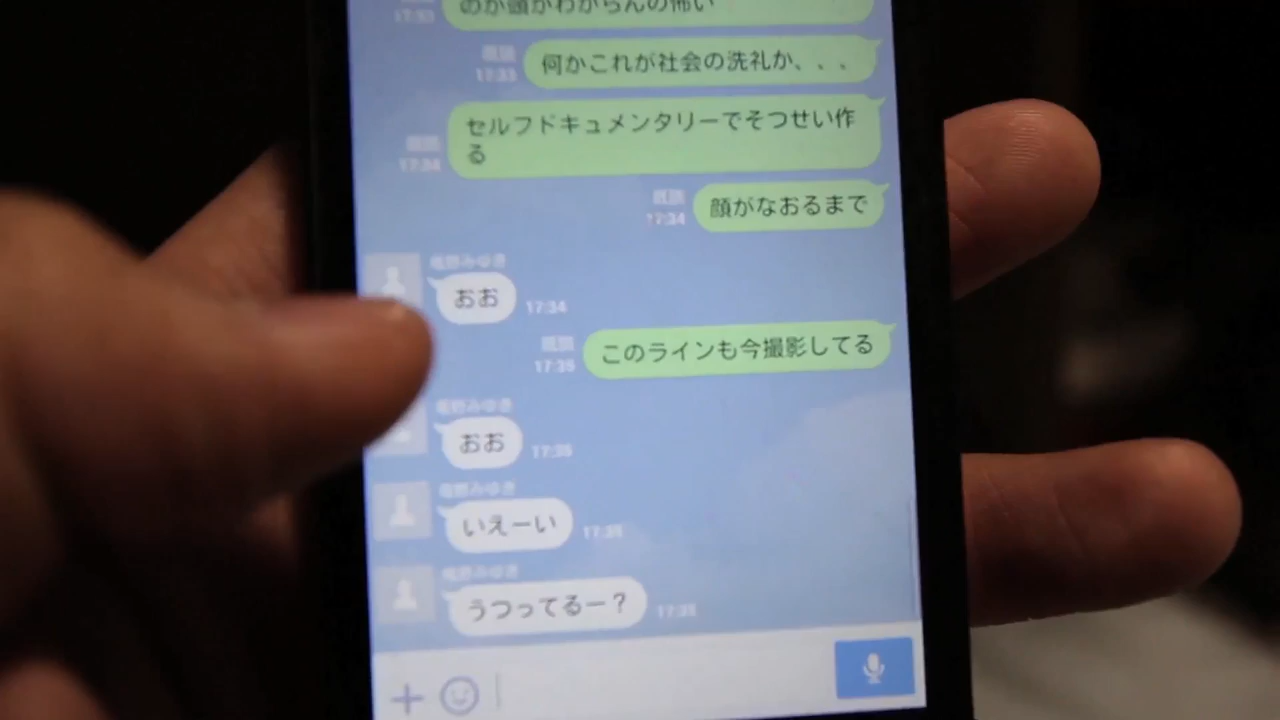 17:33
のか顔がわからんの怖い
既読
17:33
何かこれが社会の洗礼か、、、
セルフドキュメンタリーでそつせい作
る
既読
17:34
既読
17:34
顔がなおるまで
おお
17:34
既読
17:35
このラインも今撮影してる
おお
17:35
いえーい
17:35
うつってるー？
17:35